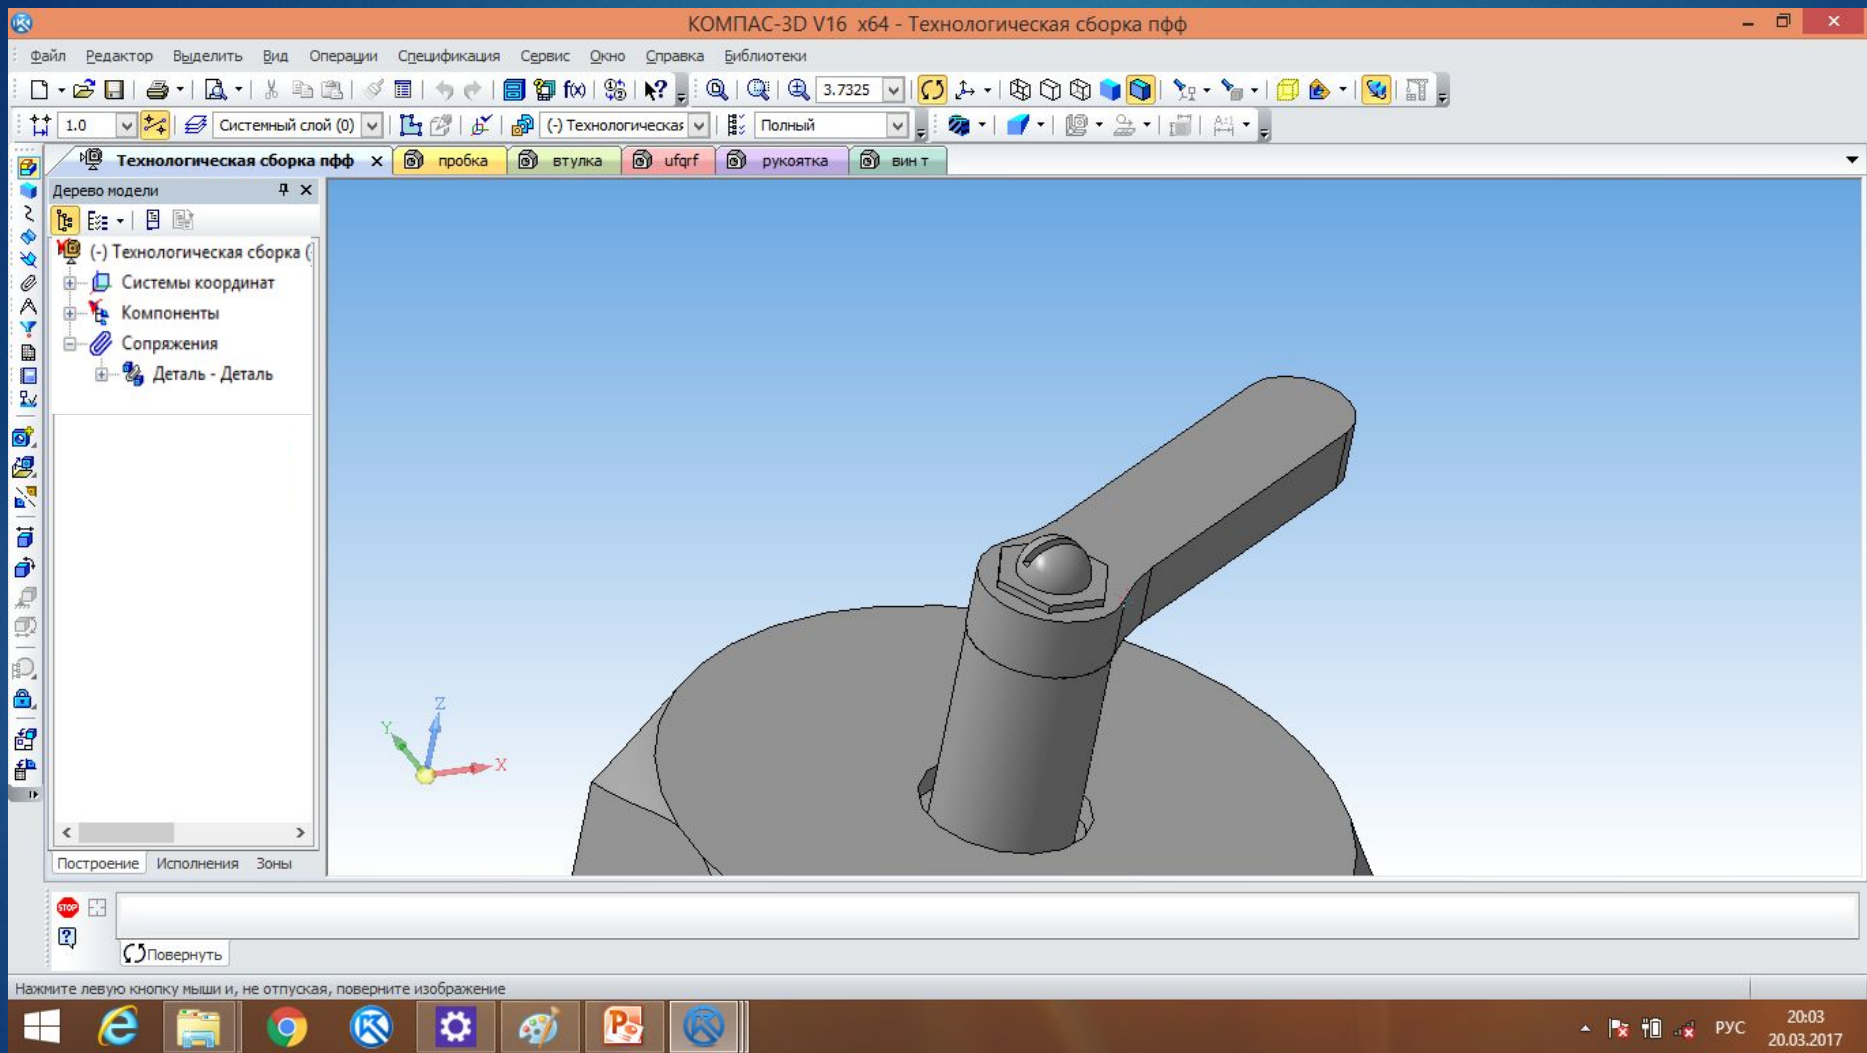 КОМПАС-3D V16 x64 - Технологическая сборка пфф
Файл Редактор Выделить Вид Операции Спецификация Сервис Окно Справка Библиотеки
f(x) 3.7325
1.0 Системный слой (0) (-) Технологическая Полный
Технологическая сборка пфф пробка втулка ufqrf рукоятка вин т
Дерево модели
(-) Технологическая сборка (
Системы координат
Компоненты
Сопряжения
Деталь - Деталь
Z
Y
X
Построение Исполнения Зоны
STOP
Повернуть
Нажмите левую кнопку мыши и, не отпуская, поверните изображение
РУС 20:03
20.03.2017